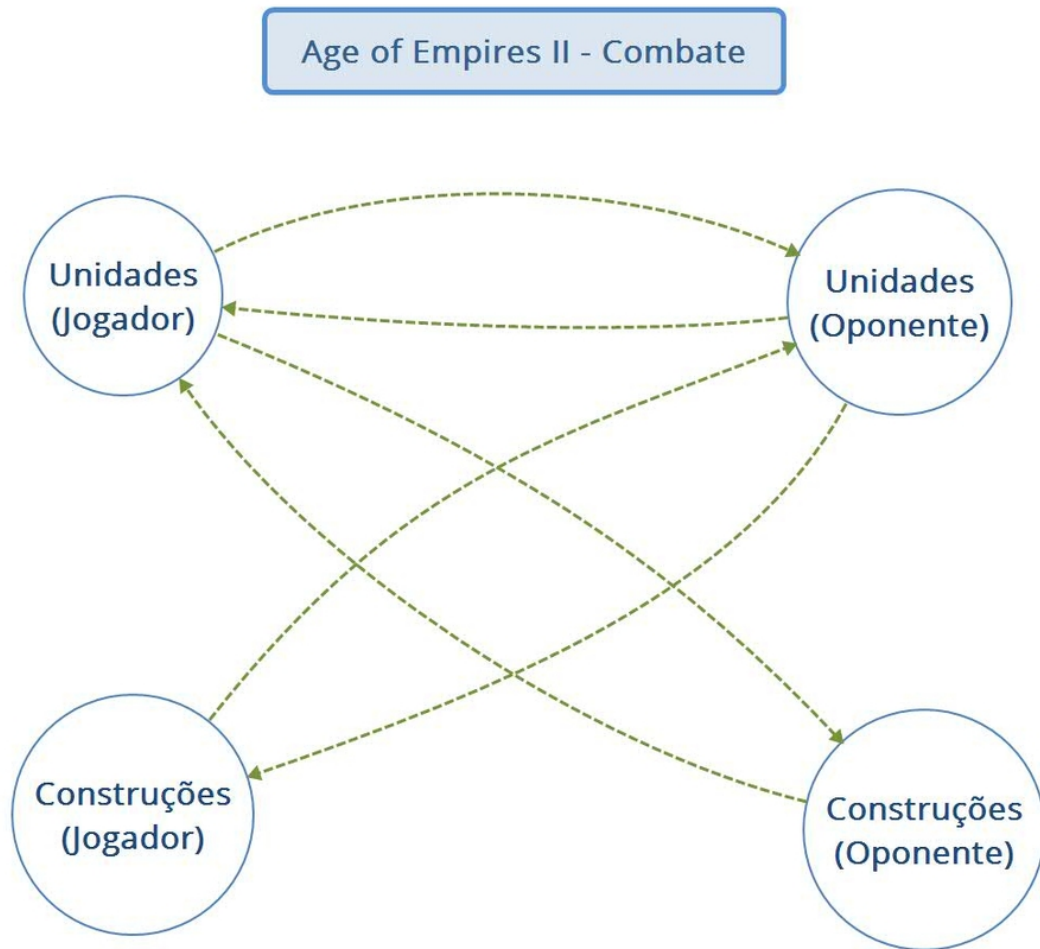 Age of Empires II - Combate
Unidades
(Jogador)
Unidades
(Oponente)
Construções
(Jogador)
Construções
(Oponente)